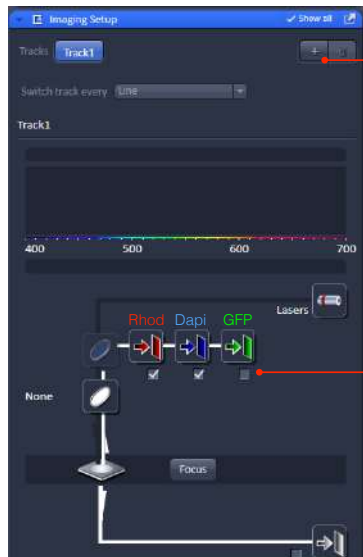 Imaging Setup Show all
Tracks Track1
Switch track every Line
Track1
400 500 600 700
Lasers
Rhod Dapi GFP
None
Focus